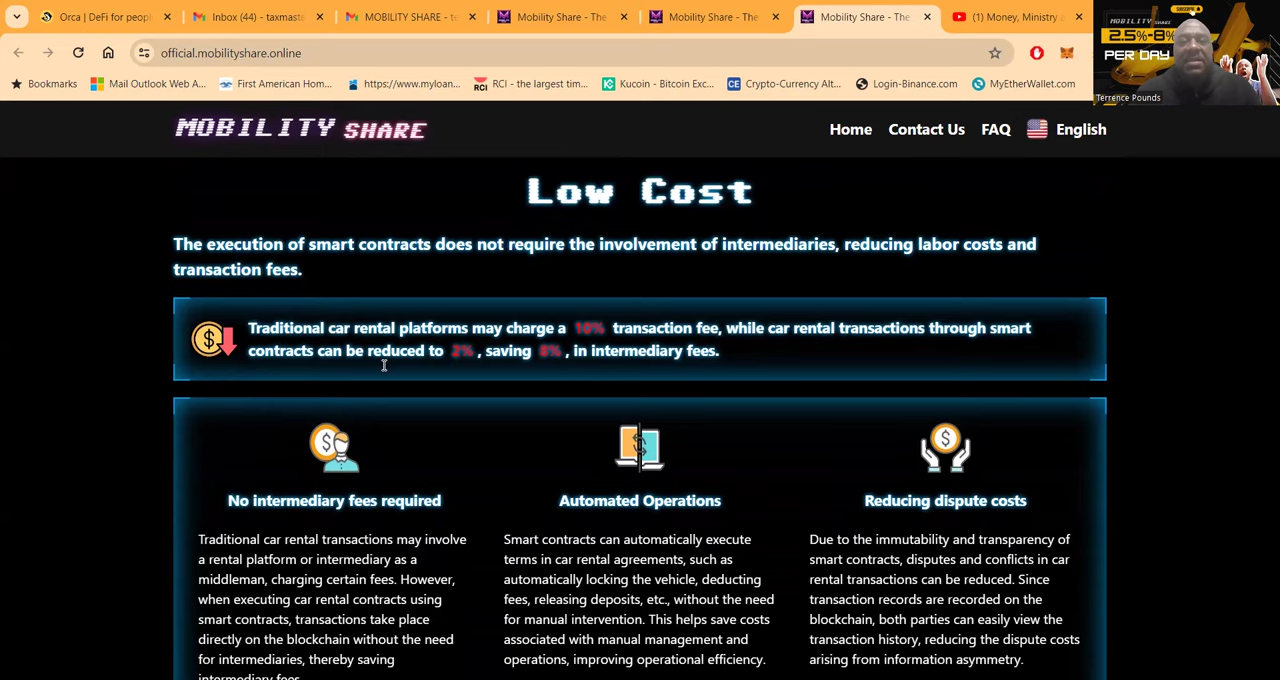 Orca | DeFi for peopl
Inbox (44) - taxmaste
MOBILITY SHARE - te
Mobility Share - The
Mobility Share - The
Mobility Share - The
(1) Money, Ministry a
official.mobilityshare.online
Bookmarks
Mail Outlook Web A...
First American Hom...
https://www.myloan...
RCI
RCI - the largest tim...
Kucoin - Bitcoin Exc...
CE
Crypto-Currency Alt...
Login-Binance.com
MyEtherWallet.com
MOBILITY SHARE
2.5%-8%
PER DAY
Terrence Pounds
MOBILITY SHARE
Home
Contact Us
FAQ
English
Low Cost
The execution of smart contracts does not require the involvement of intermediaries, reducing labor costs and
transaction fees.
Traditional car rental platforms may charge a 10% transaction fee, while car rental transactions through smart
contracts can be reduced to 2% , saving 8% , in intermediary fees.
No intermediary fees required
Traditional car rental transactions may involve
a rental platform or intermediary as a
middleman, charging certain fees. However,
when executing car rental contracts using
smart contracts, transactions take place
directly on the blockchain without the need
for intermediaries, thereby saving
intermediary fees.
Automated Operations
Smart contracts can automatically execute
terms in car rental agreements, such as
automatically locking the vehicle, deducting
fees, releasing deposits, etc., without the need
for manual intervention. This helps save costs
associated with manual management and
operations, improving operational efficiency.
Reducing dispute costs
Due to the immutability and transparency of
smart contracts, disputes and conflicts in car
rental transactions can be reduced. Since
transaction records are recorded on the
blockchain, both parties can easily view the
transaction history, reducing the dispute costs
arising from information asymmetry.